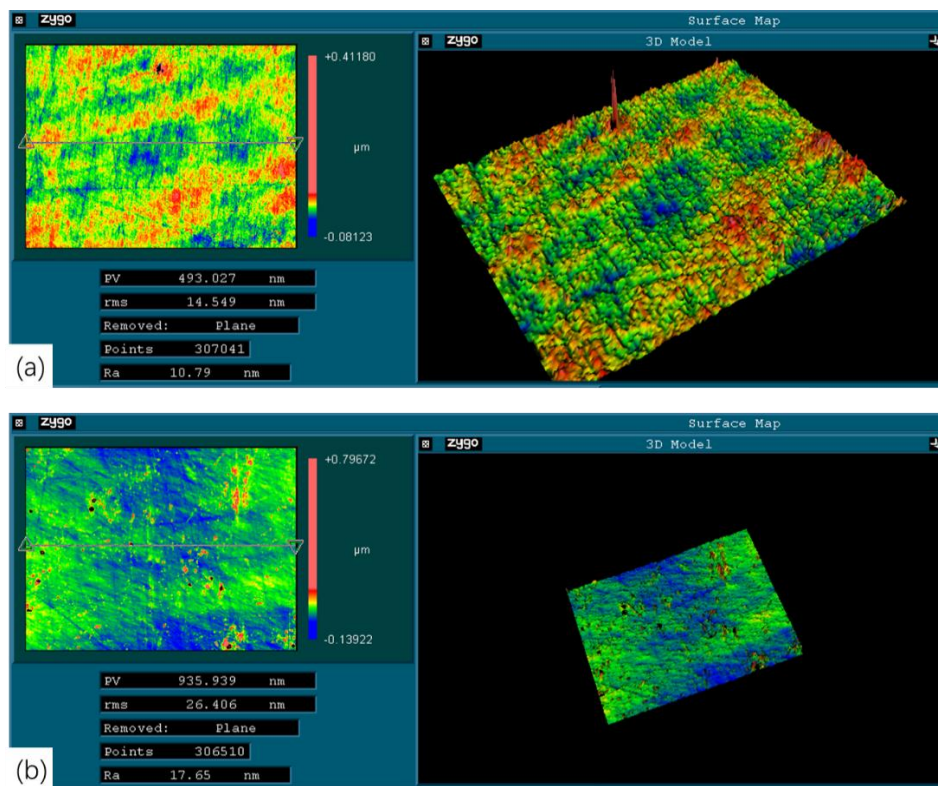 zygo
Surface Map
+0.41180
µm
-0.08123
zygo
3D Model
PV 493.027 nm
rms 14.549 nm
Removed: Plane
Points 307041
Ra 10.79 nm
(a)
zygo
Surface Map
+0.79672
µm
-0.13922
zygo
3D Model
PV 935.939 nm
rms 26.406 nm
Removed: Plane
Points 306510
Ra 17.65 nm
(b)